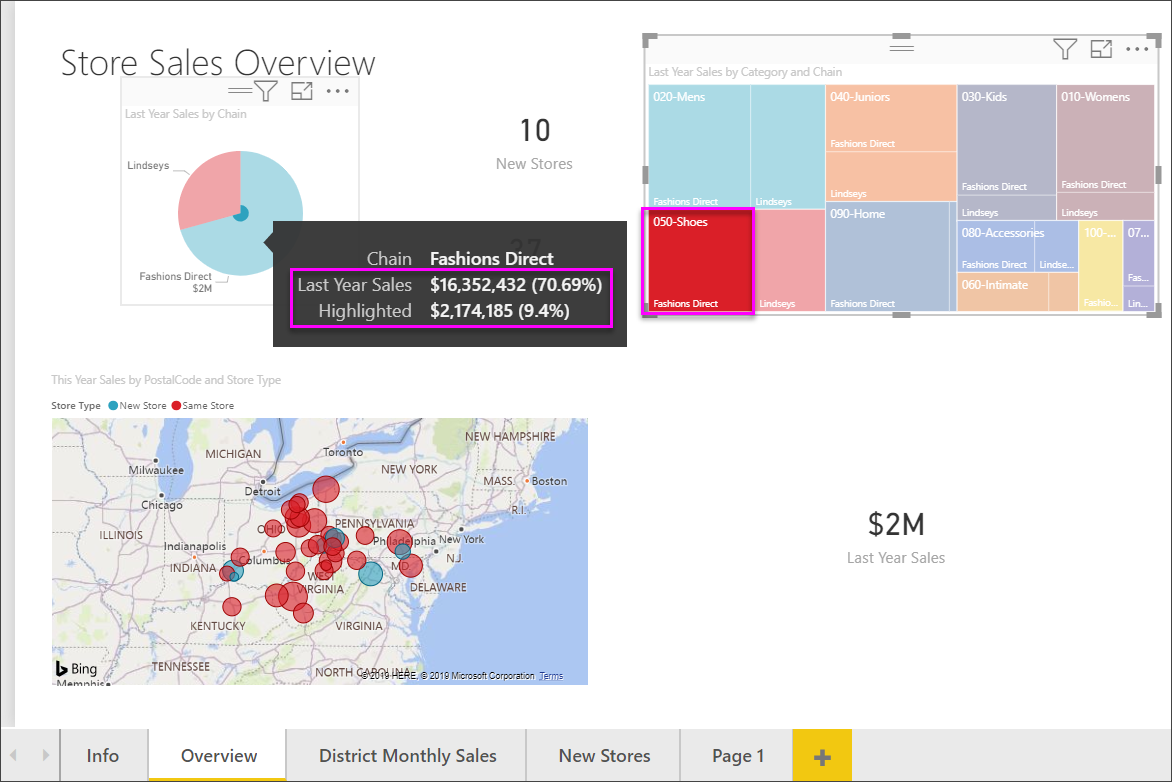 Store Sales Overview
Last Year Sales by Chain
Lindseys
Fashions Direct
$2M
10
New Stores
Chain Fashions Direct
Last Year Sales $16,352,432 (70.69%)
Highlighted $2,174,185 (9.4%)
Last Year Sales by Category and Chain
020-Mens
Fashions Direct
Lindseys
050-Shoes
Fashions Direct
Lindseys
040-Juniors
Fashions Direct
Lindseys
090-Home
Fashions Direct
030-Kids
Fashions Direct
Lindseys
010-Womens
Fashions Direct
Lindseys
080-Accessories
Fashions Direct
Lindse...
060-Intimate
100-...
Fashio...
07...
Fas...
Lin...
This Year Sales by PostalCode and Store Type
Store Type New Store Same Store
NEW HAMPSHIRE
MICHIGAN
Toronto
Milwaukee
NEW YORK
MASS.
Boston
Detroit
Chicago
R.I.
ILLINOIS
OHIO
PENNSYLVANIA
Philadelphia
New York
Indianapolis
Columbus
N.J.
INDIANA
MD
WEST
VIRGINIA
DELAWARE
KENTUCKY
VIRGINIA
TENNESSEE
NORTH CAROLINA
Bing
© 2019 HERE, © 2019 Microsoft Corporation Terms
Memphis
$2M
Last Year Sales
Info
Overview
District Monthly Sales
New Stores
Page 1
+